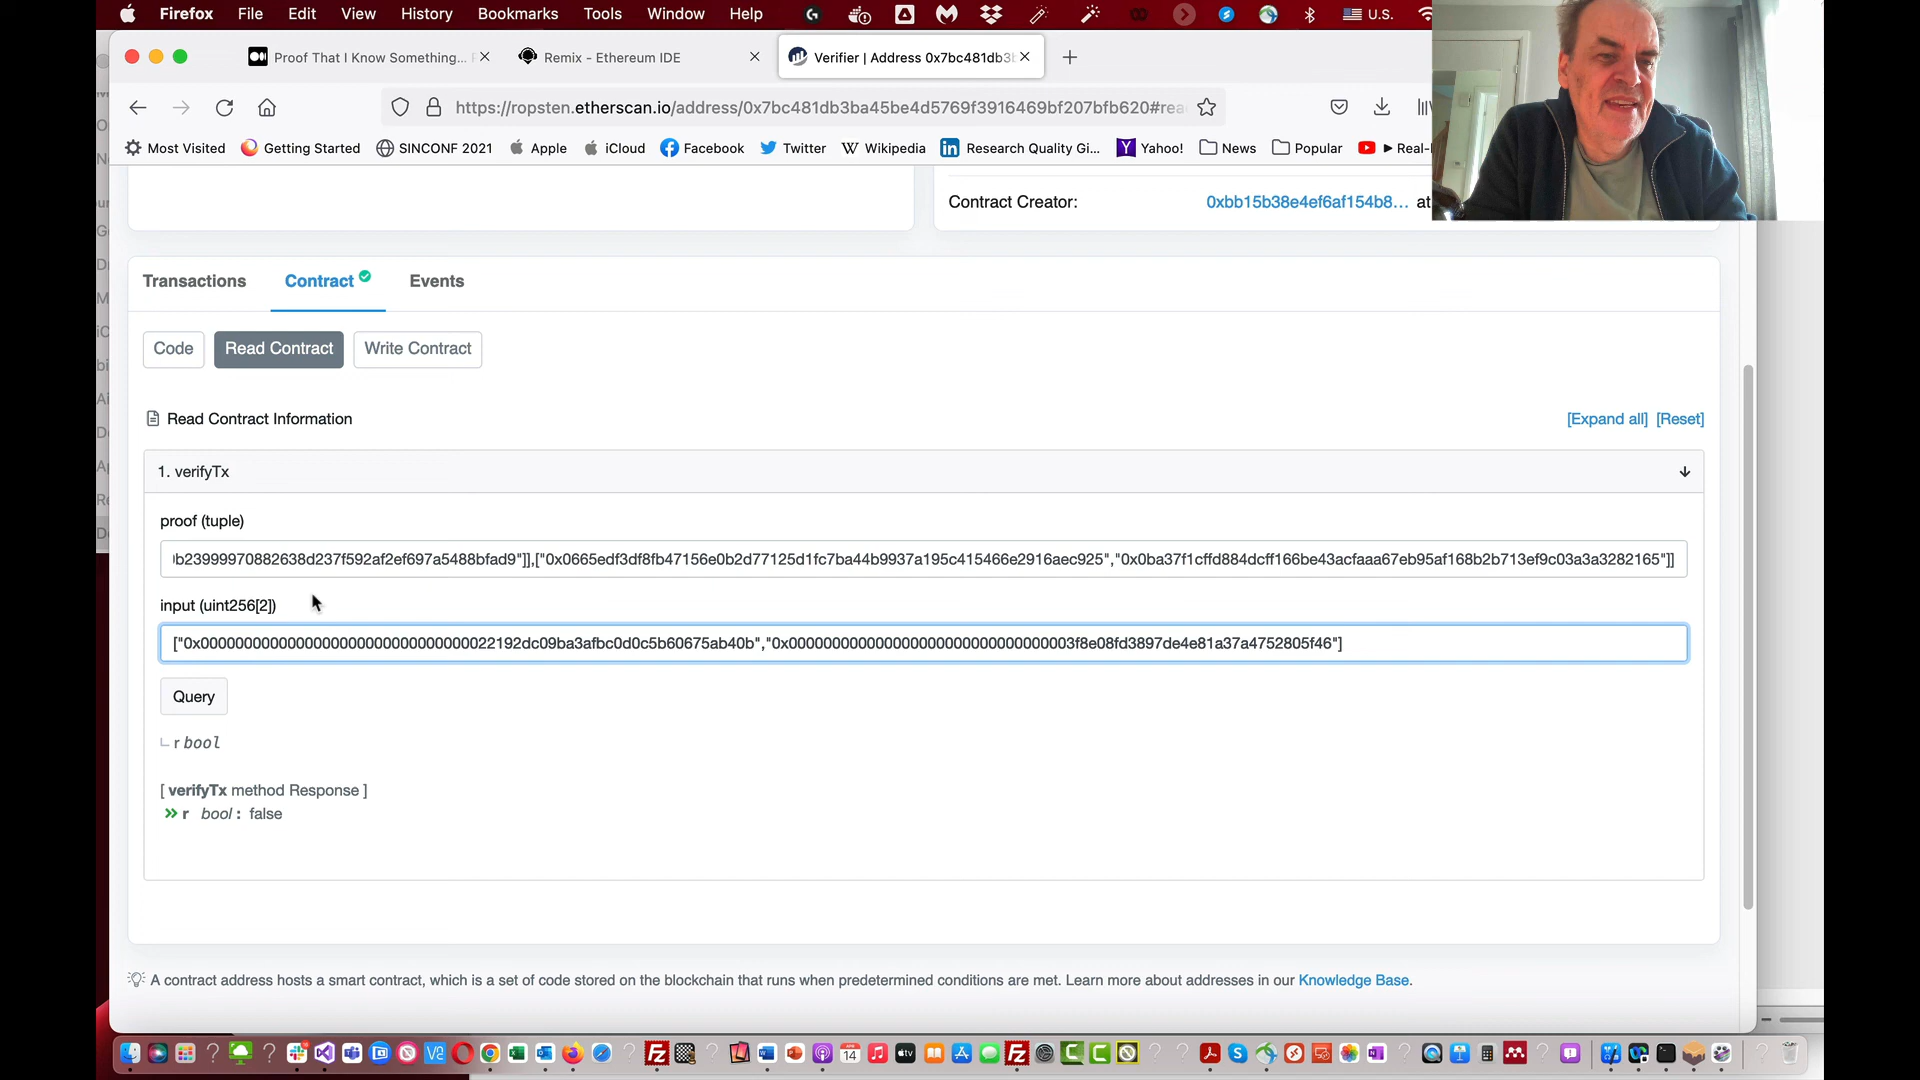 Firefox File Edit View History Bookmarks Tools Window Help U.S.
Proof That I Know Something...
Remix - Ethereum IDE
Verifier | Address 0x7bc481db3
https://ropsten.etherscan.io/address/0x7bc481db3ba45be4d5769f3916469bf207bfb620#rea
Most Visited Getting Started SINCONF 2021 Apple iCloud Facebook Twitter Wikipedia Research Quality Gi... Yahoo! News Popular ► Real-
Contract Creator: 0xbb15b38e4ef6af154b8... at
Transactions Contract Events
Code Read Contract Write Contract
Read Contract Information [Expand all] [Reset]
1. verifyTx
proof (tuple)
b23999970882638d237f592af2ef697a5488bfad9"]],["0x0665edf3df8fb47156e0b2d77125d1fc7ba44b9937a195c415466e2916aec925","0x0ba37f1cffd884dcff166be43acfaaa67eb95af168b2b713ef9c03a3a3282165"]]
input (uint256[2])
["0x00000000000000000000000000000000022192dc09ba3afbc0d0c5b60675ab40b","0x00000000000000000000000000000003f8e08fd3897de4e81a37a4752805f46"]
Query
r bool
[ verifyTx method Response ]
r bool : false
A contract address hosts a smart contract, which is a set of code stored on the blockchain that runs when predetermined conditions are met. Learn more about addresses in our Knowledge Base.